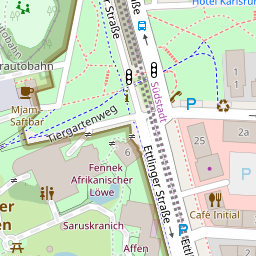 Hotel Karlsru
Ettlinger Straße
rautobahn
Mjam-
Saftbar
Tiergartenweg
Südstadt
1
1
2a
25
6
Fennek
Afrikanischer
Löwe
Ettlinger Straße
Café Initial
Saruskranich
Affen
P
P